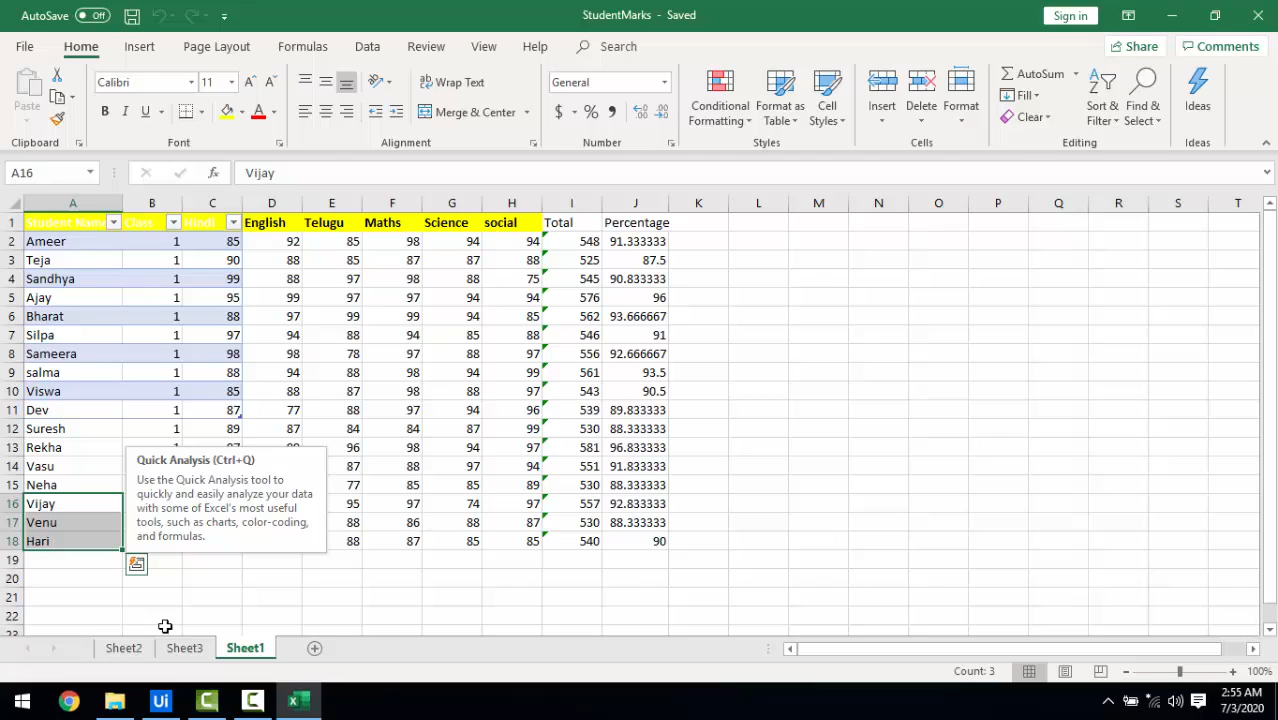 AutoSave Off StudentMarks - Saved Sign in
File Home Insert Page Layout Formulas Data Review View Help Search Share Comments
Paste Calibri 11 Wrap Text General Conditional Formatting Format as Table Cell Styles Insert Delete Format AutoSum Sort & Filter Find & Select Ideas
B I U Merge & Center $ % Fill
Clear
Clipboard Font Alignment Number Styles Cells Editing Ideas
A16 fx Vijay
A B C D E F G H I J K L M N O P Q R S T
1 Student Name Class Hindi English Telugu Maths Science social Total Percentage
2 Ameer 1 85 92 85 98 94 94 548 91.333333
3 Teja 1 90 88 85 87 87 88 525 87.5
4 Sandhya 1 99 88 97 98 88 75 545 90.833333
5 Ajay 1 95 99 97 97 94 94 576 96
6 Bharat 1 88 97 99 99 94 85 562 93.666667
7 Silpa 1 97 94 88 94 85 88 546 91
8 Sameera 1 98 98 78 97 88 97 556 92.666667
9 salma 1 88 94 88 97 95 99 561 93.5
10 Viswa 1 85 88 87 98 88 97 543 90.5
11 Dev 1 87 77 88 97 94 96 539 89.833333
12 Suresh 1 89 87 84 84 87 99 530 88.333333
13 Rekha 96 98 94 97 581 96.833333
14 Vasu 87 88 97 94 551 91.833333
15 Neha 77 85 85 89 530 88.333333
16 Vijay 95 97 74 97 557 92.833333
17 Venu 88 86 88 87 530 88.333333
18 Hari 88 87 85 85 540 90
19
20
21
22
23
Quick Analysis (Ctrl+Q)
Use the Quick Analysis tool to
quickly and easily analyze your data
with some of Excel's most useful
tools, such as charts, color-coding,
and formulas.
Sheet2 Sheet3 Sheet1
Count: 3 100%
Ui 2:55 AM
7/3/2020